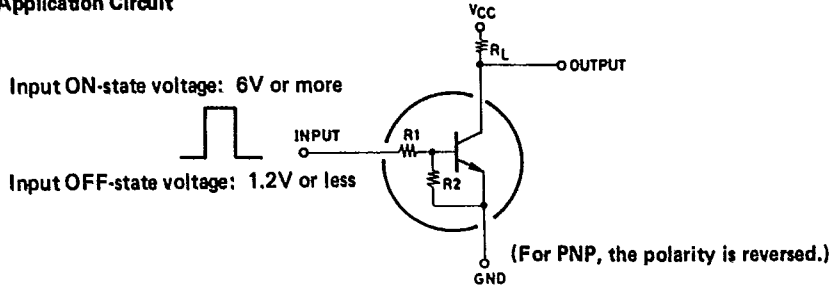 Application Circuit
VCC
RL
OUTPUT
Input ON-state voltage: 6V or more
INPUT
R1
R2
Input OFF-state voltage: 1.2V or less
(For PNP, the polarity is reversed.)
GND